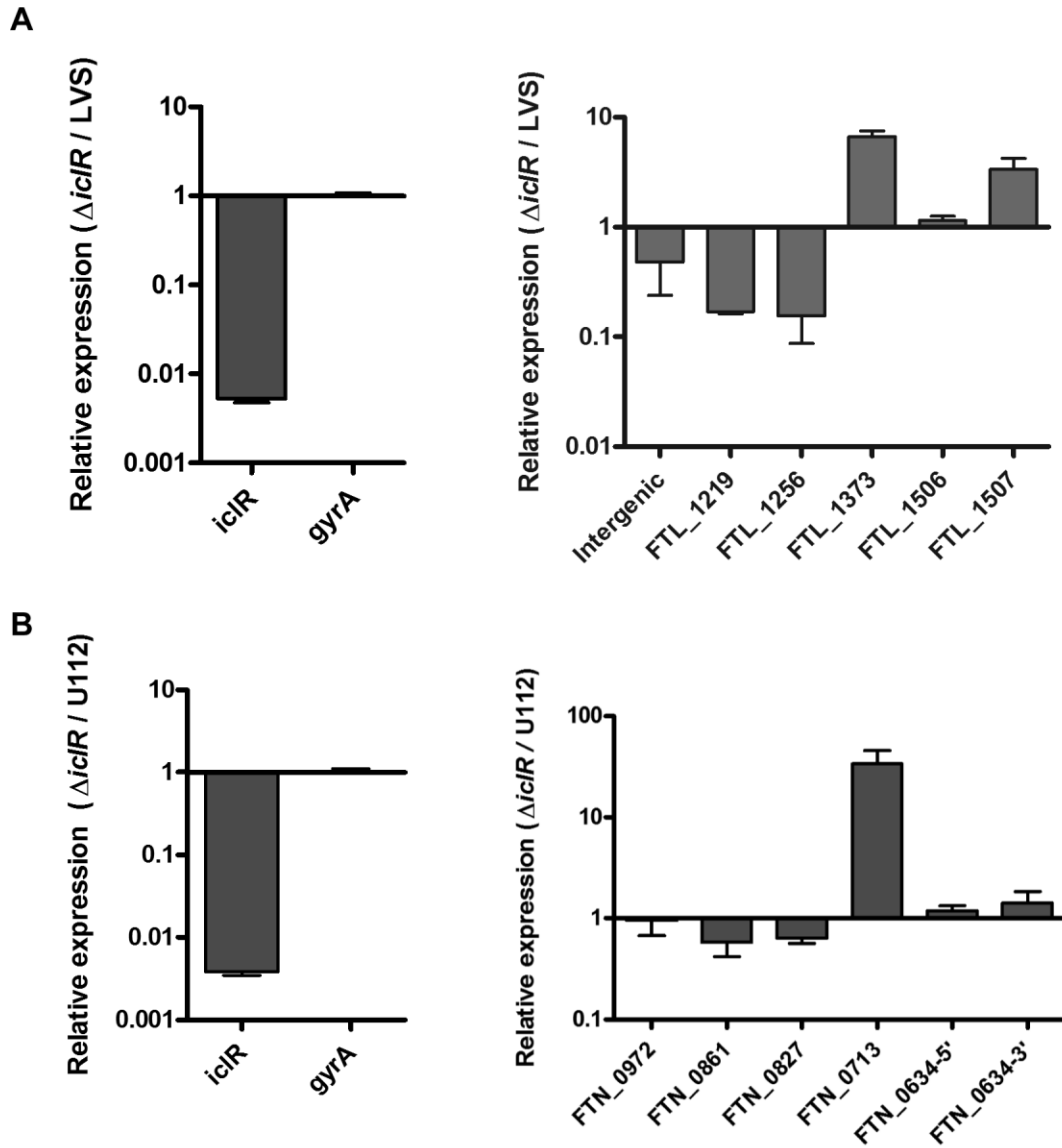 A
Relative expression (ΔiclR / LVS)
10
1
0.1
0.01
0.001
iclR
gyrA
Relative expression (ΔiclR / LVS)
10
1
0.1
0.01
Intergenic
FTL_1219
FTL_1256
FTL_1373
FTL_1506
FTL_1507
B
Relative expression (ΔiclR / U112)
10
1
0.1
0.01
0.001
iclR
gyrA
Relative expression (ΔiclR / U112)
100
10
1
0.1
FTN_0972
FTN_0861
FTN_0827
FTN_0713
FTN_0634-5'
FTN_0634-3'